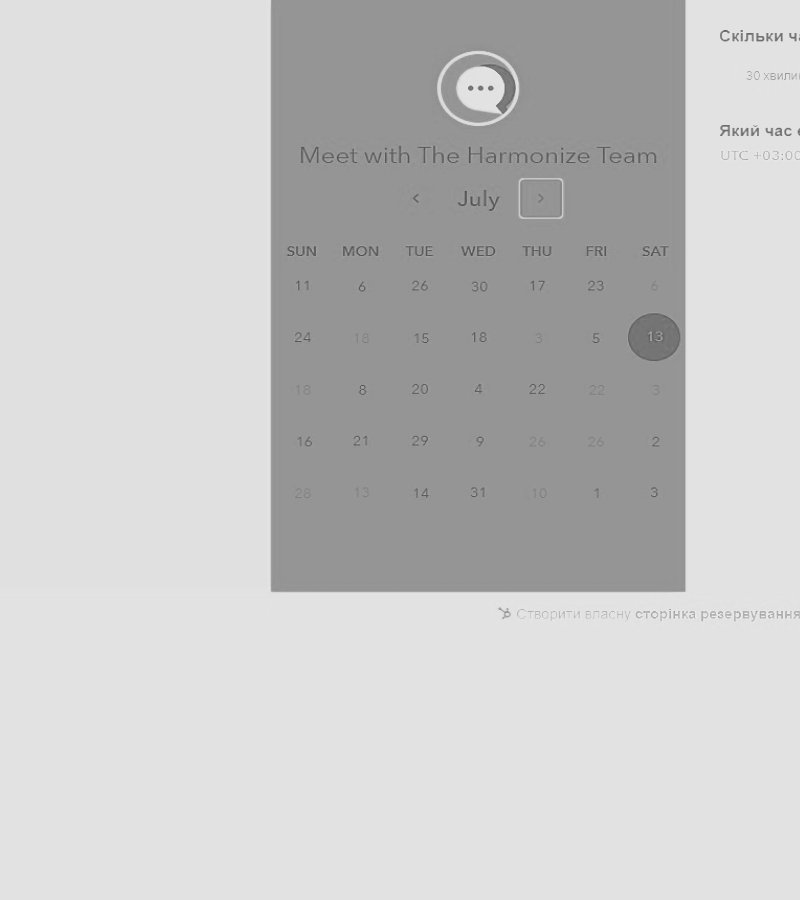 Meet with The Harmonize Team
July
SUN MON TUE WED THU FRI SAT
11 6 26 30 17 23 6
24 18 15 18 3 5 13
18 8 20 4 22 22 3
16 21 29 9 26 26 2
28 13 14 31 10 1 3
Скільки
30
Який час
UTC +03:00
Створити власну сторінка резервування